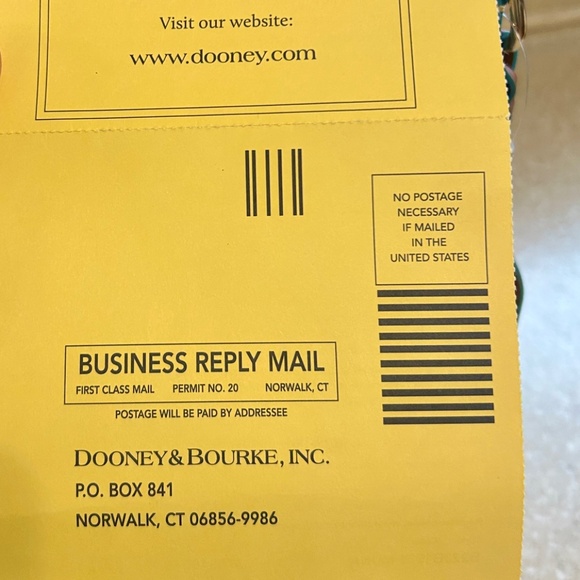 Visit our website:
www.dooney.com
NO POSTAGE
NECESSARY
IF MAILED
IN THE
UNITED STATES
BUSINESS REPLY MAIL
FIRST CLASS MAIL PERMIT NO. 20 NORWALK, CT
POSTAGE WILL BE PAID BY ADDRESSEE
DOONEY & BOURKE, INC.
P.O. BOX 841
NORWALK, CT 06856-9986